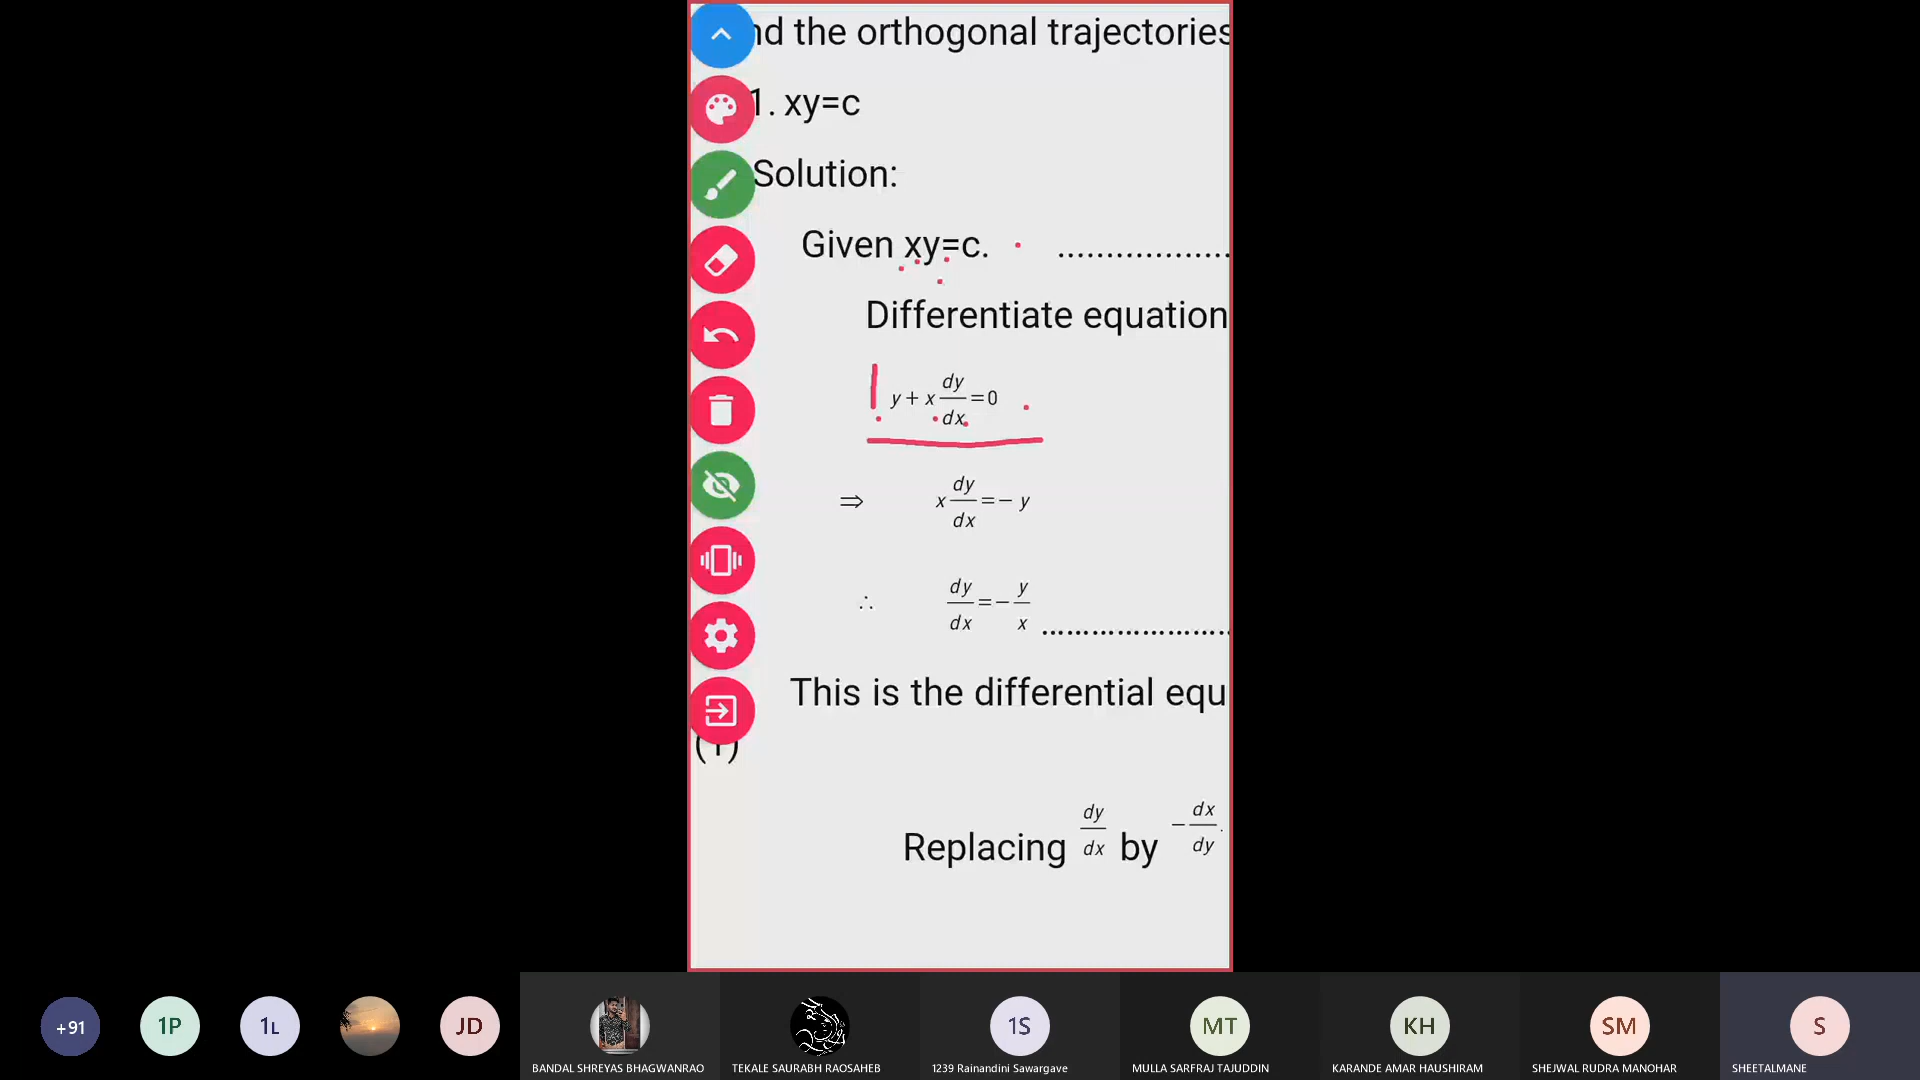 nd the orthogonal trajectories
1. xy=c
Solution:
Given xy=c. ..................
Differentiate equation
y + x dy/dx = 0
⇒ x dy/dx = − y
∴ dy/dx = − y/x ........................
This is the differential equ
(1)
Replacing dy/dx by − dx/dy .
+91 1P 1L JD 1S MT KH SM S
BANDAL SHREYAS BHAGWANRAO TEKALE SAURABH RAOSAHEB 1239 Rainandini Sawargave MULLA SARFRAJ TAJUDDIN KARANDE AMAR HAUSHIRAM SHEJWAL RUDRA MANOHAR SHEETALMANE